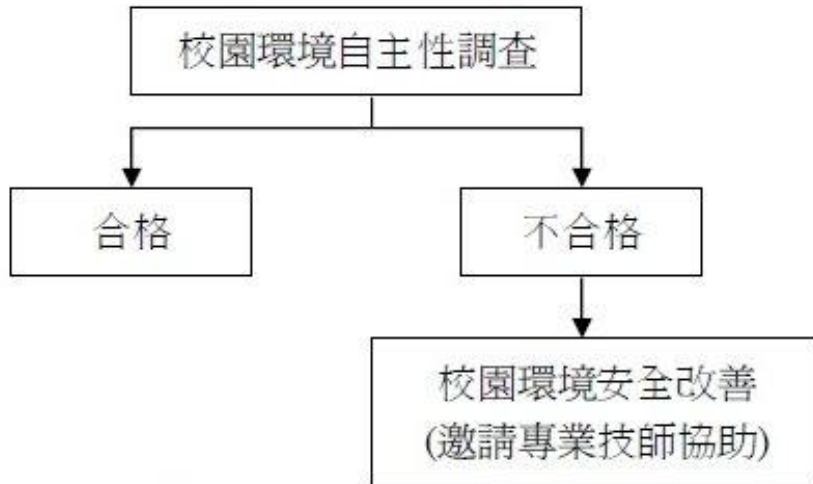 校園環境自主性調查
合格
不合格
校園環境安全改善
(邀請專業技師協助)